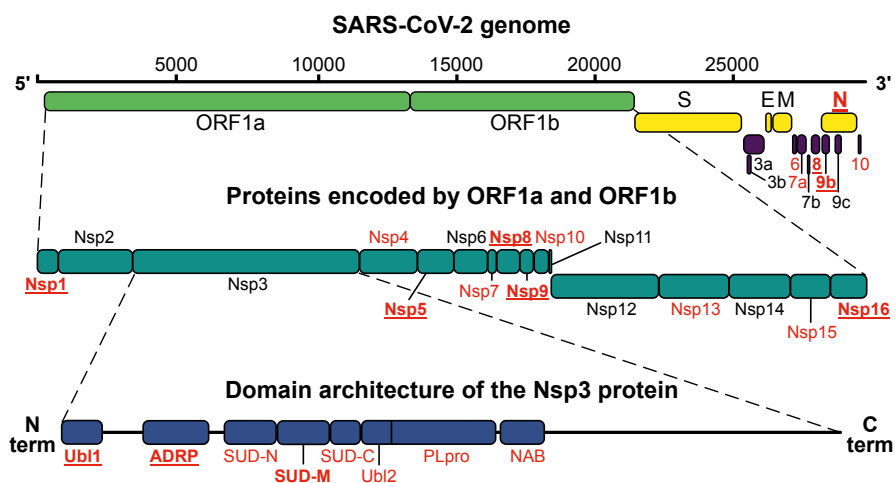 SARS-CoV-2 genome
5' 5000 10000 15000 20000 25000 3'
S E M N
ORF1a ORF1b
3a 6 8 10
3b 7a 9b
7b 9c
Proteins encoded by ORF1a and ORF1b
Nsp2 Nsp4 Nsp6 Nsp8 Nsp10 Nsp11
Nsp1 Nsp3 Nsp5 Nsp7 Nsp9
Nsp12 Nsp13 Nsp14 Nsp15 Nsp16
Domain architecture of the Nsp3 protein
N term
C term
Ubl1 ADRP SUD-N SUD-C PLpro NAB
SUD-M Ubl2